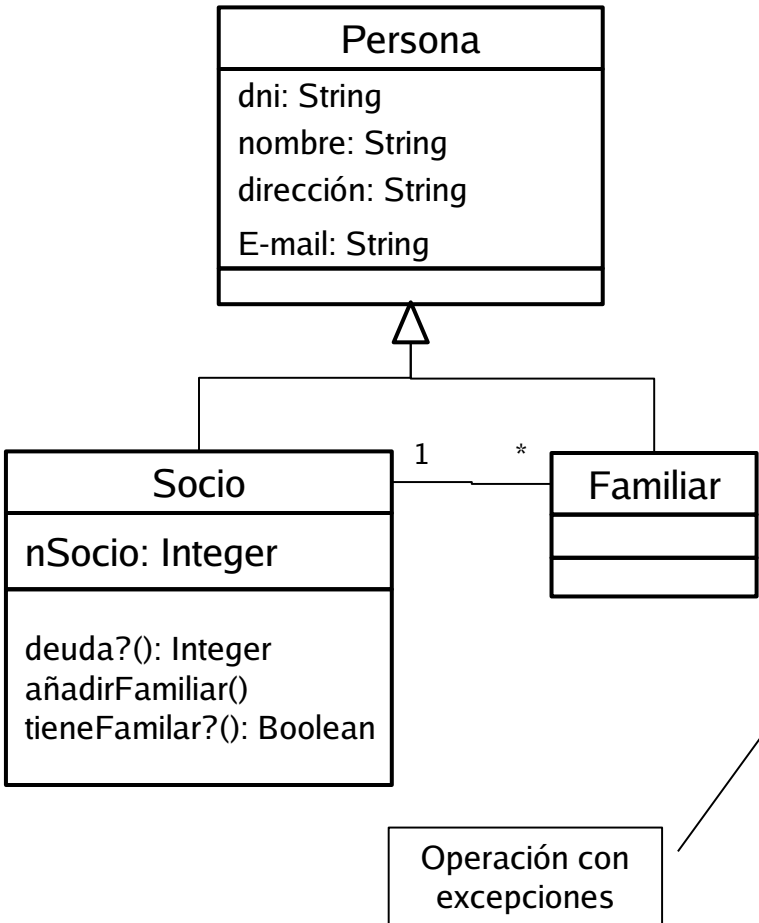 Persona
dni: String
nombre: String
dirección: String
E-mail: String
1
*
Socio
nSocio: Integer
deuda?(): Integer
añadirFamiliar()
tieneFamilar?(): Boolean
Familiar
Operación con
excepciones